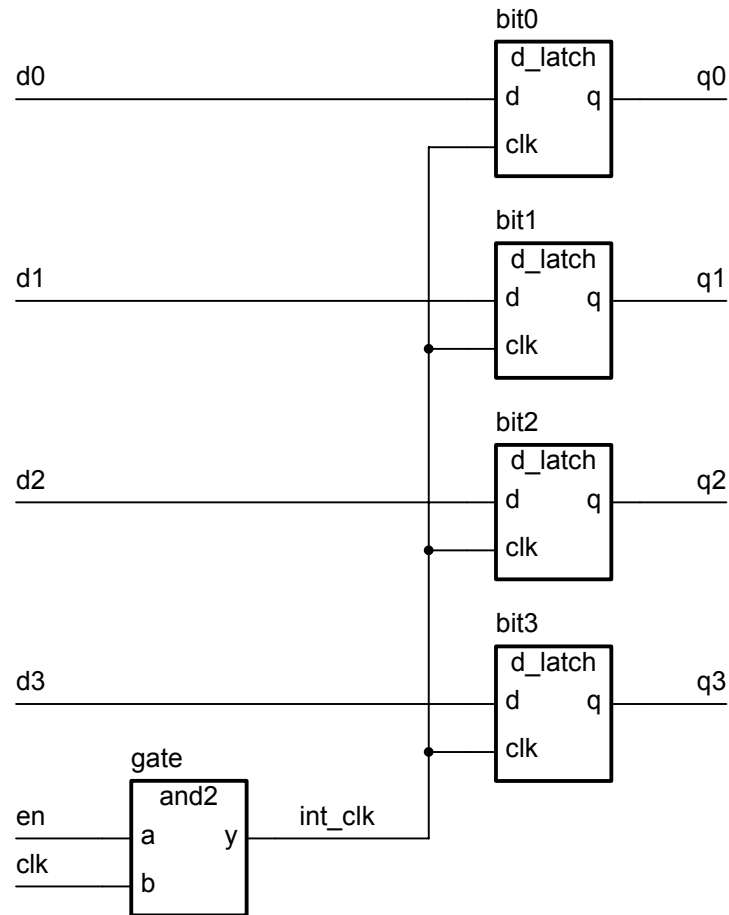 bit0
d_latch
d0
d q
q0
clk
bit1
d_latch
d1
d q
q1
clk
bit2
d_latch
d2
d q
q2
clk
bit3
d_latch
d3
d q
q3
clk
gate
and2
en
a y
int_clk
clk
b